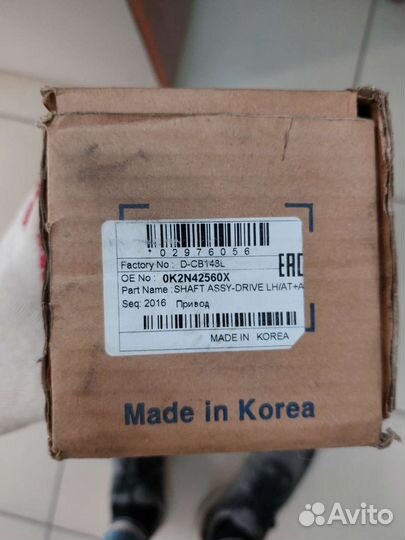 * 02976056 *
Factory No : D-CB148L
OE No : 0K2N42560X
EAC
Part Name :SHAFT ASSY-DRIVE LH/AT+A
Seq: 2016 Привод
MADE IN KOREA
Made in Korea
Avito